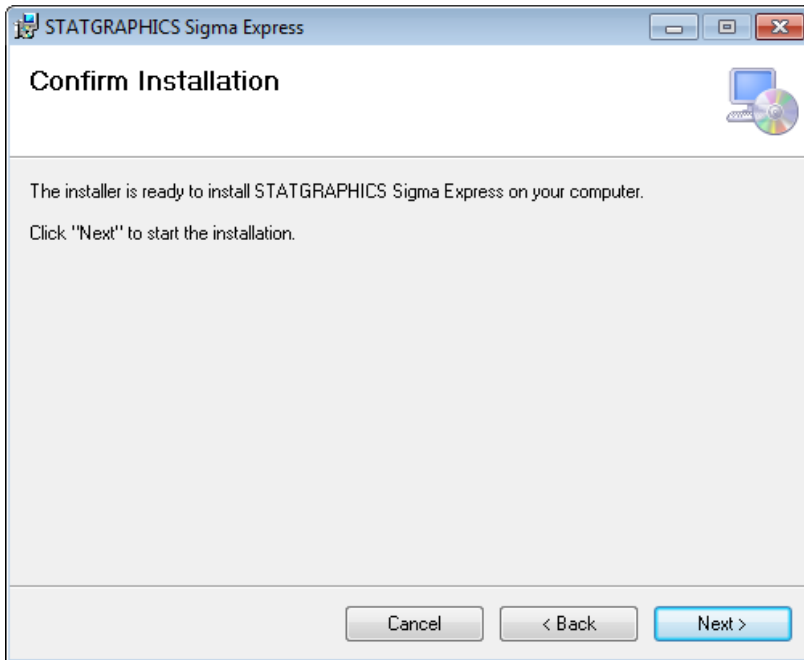 STATGRAPHICS Sigma Express
Confirm Installation
The installer is ready to install STATGRAPHICS Sigma Express on your computer.
Click "Next" to start the installation.
Cancel
< Back
Next >